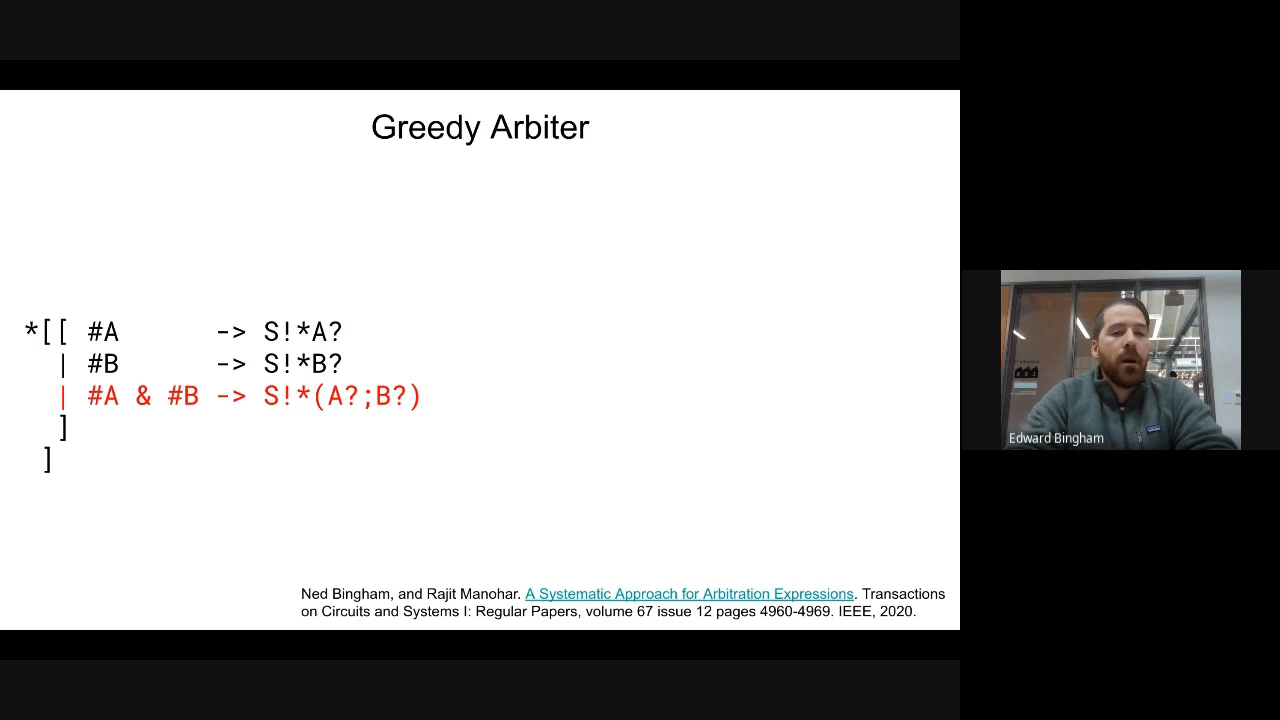 Greedy Arbiter
*[[ #A -> S!*A?
| #B -> S!*B?
| #A & #B -> S!*(A?;B?)
]
]
Ned Bingham, and Rajit Manohar. A Systematic Approach for Arbitration Expressions. Transactions
on Circuits and Systems I: Regular Papers, volume 67 issue 12 pages 4960-4969. IEEE, 2020.
Edward Bingham